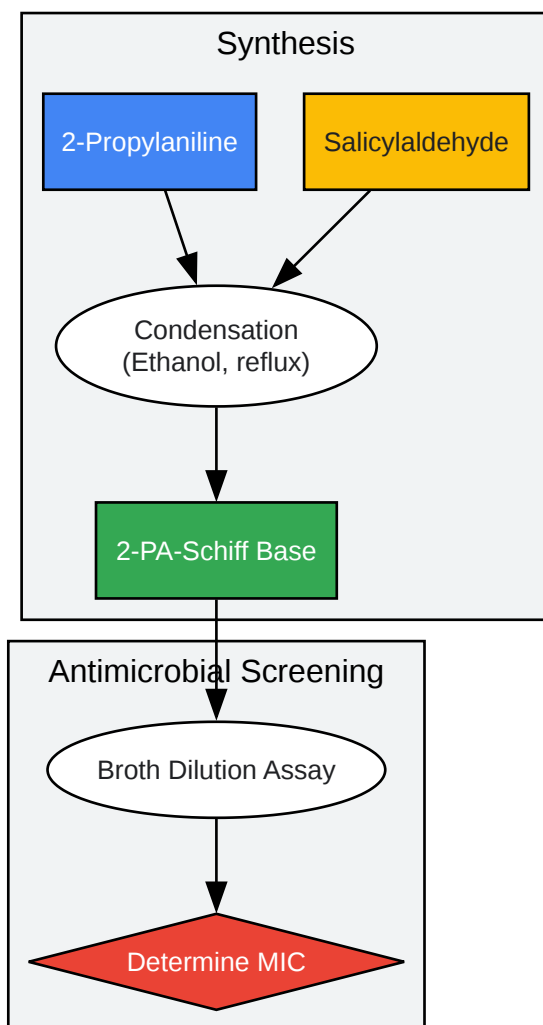 Synthesis
2-Propylaniline
Salicylaldehyde
Condensation
(Ethanol, reflux)
2-PA-Schiff Base
Antimicrobial Screening
Broth Dilution Assay
Determine MIC